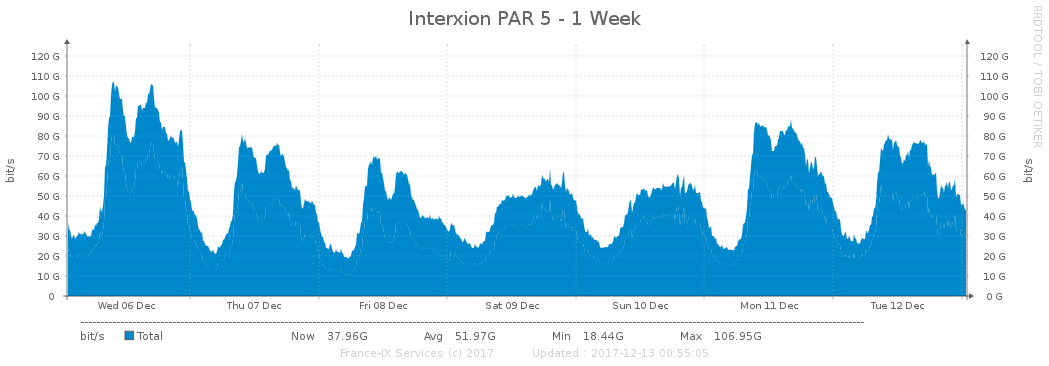 Interxion PAR 5 - 1 Week
RRDTOOL / TOBI OETIKER
bit/s
120 G 120 G
110 G 110 G
100 G 100 G
90 G 90 G
80 G 80 G
70 G 70 G
60 G 60 G
50 G 50 G
40 G 40 G
30 G 30 G
20 G 20 G
10 G 10 G
0 0 G
bit/s
Wed 06 Dec Thu 07 Dec Fri 08 Dec Sat 09 Dec Sun 10 Dec Mon 11 Dec Tue 12 Dec
bit/s Total Now 37.96G Avg 51.97G Min 18.44G Max 106.95G
France-IX Services (c) 2017 Updated : 2017-12-13 00:55:05